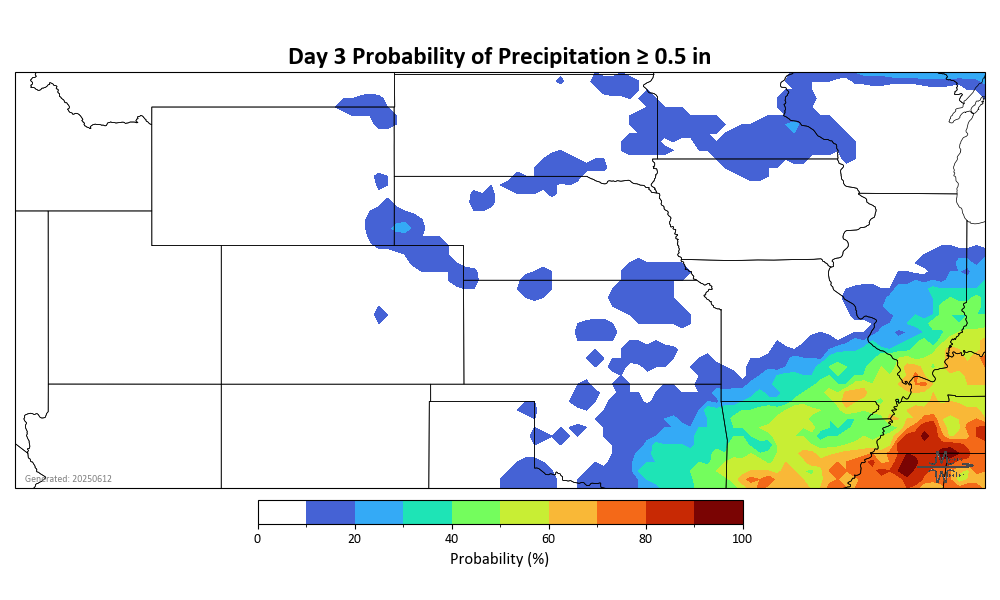 Day 3 Probability of Precipitation ≥ 0.5 in
Generated: 20250612
0 20 40 60 80 100
Probability (%)